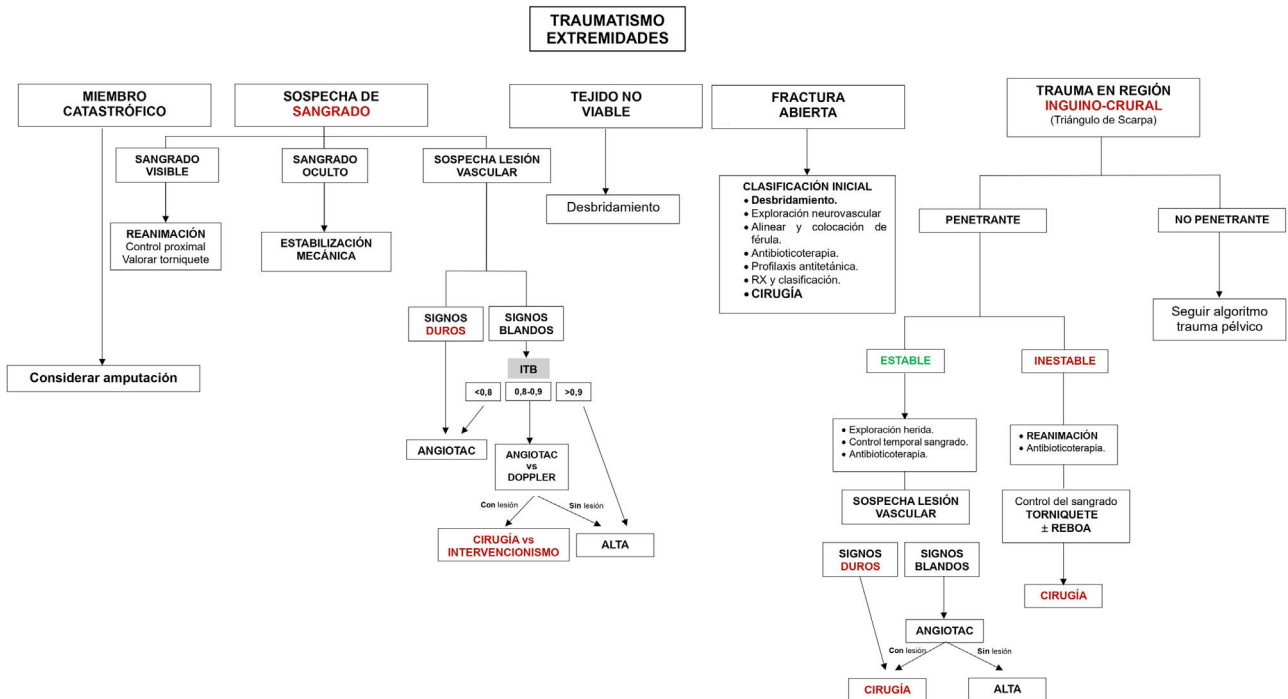 TRAUMATISMO
EXTREMIDADES
MIEMBRO
CATASTRÓFICO
Considerar amputación
SOSPECHA DE
SANGRADO
SANGRADO
VISIBLE
REANIMACIÓN
Control proximal
Valorar torniquete
SANGRADO
OCULTO
ESTABILIZACIÓN
MECÁNICA
SOSPECHA LESIÓN
VASCULAR
SIGNOS
DUROS
SIGNOS
BLANDOS
ITB
<0,8
0,8-0,9
>0,9
ANGIOTAC
ANGIOTAC
vs
DOPPLER
Con lesión
Sin lesión
CIRUGÍA vs
INTERVENCIONISMO
ALTA
TEJIDO NO
VIABLE
Desbridamiento
FRACTURA
ABIERTA
CLASIFICACIÓN INICIAL
● Desbridamiento.
● Exploración neurovascular
● Alinear y colocación de
férula.
● Antibioticoterapia.
● Profilaxis antitetánica.
● RX y clasificación.
● CIRUGÍA
TRAUMA EN REGIÓN
INGUINO-CRURAL
(Triángulo de Scarpa)
PENETRANTE
NO PENETRANTE
Seguir algoritmo
trauma pélvico
ESTABLE
INESTABLE
● Exploración herida.
● Control temporal sangrado.
● Antibioticoterapia.
SOSPECHA LESIÓN
VASCULAR
SIGNOS
DUROS
SIGNOS
BLANDOS
ANGIOTAC
Con lesión
Sin lesión
CIRUGÍA
ALTA
● REANIMACIÓN
● Antibioticoterapia.
Control del sangrado
TORNIQUETE
± REBOA
CIRUGÍA